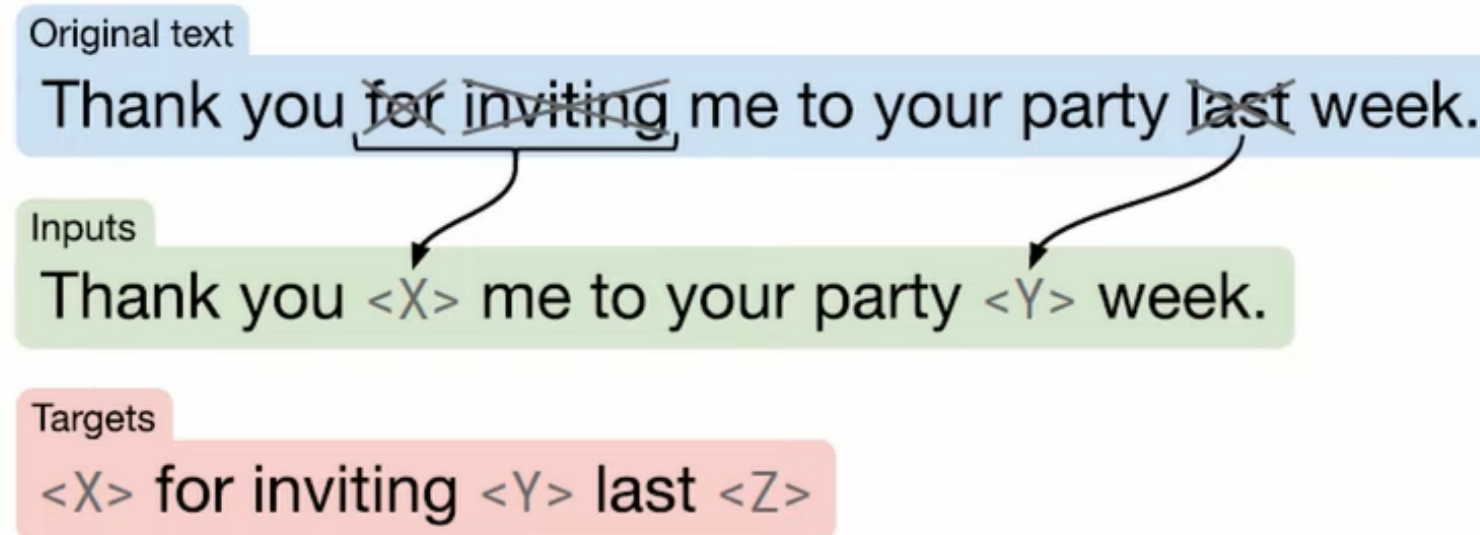 Original text
Thank you for inviting me to your party last week.
Inputs
Thank you <X> me to your party <Y> week.
Targets
<X> for inviting <Y> last <Z>